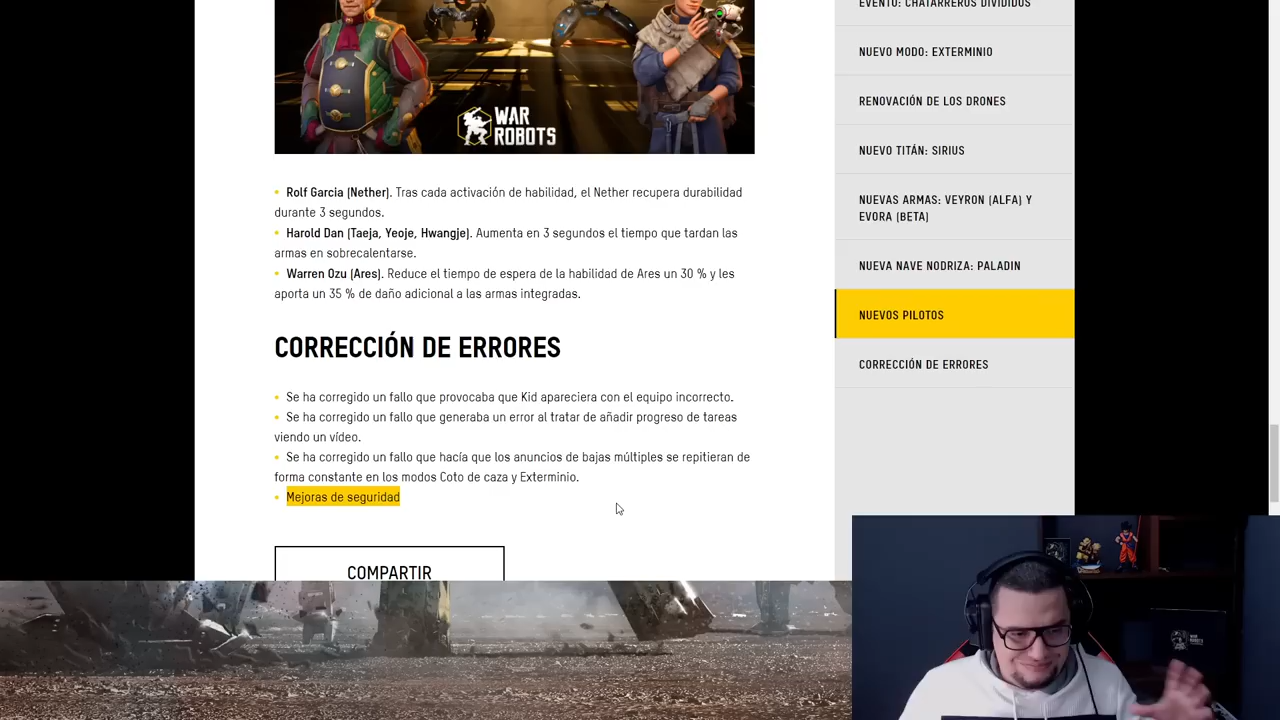 WAR
ROBOTS
Rolf Garcia (Nether). Tras cada activación de habilidad, el Nether recupera durabilidad
durante 3 segundos.
Harold Dan (Taeja, Yeoje, Hwangje). Aumenta en 3 segundos el tiempo que tardan las
armas en sobrecalentarse.
Warren Ozu (Ares). Reduce el tiempo de espera de la habilidad de Ares un 30 % y les
aporta un 35 % de daño adicional a las armas integradas.
CORRECCIÓN DE ERRORES
Se ha corregido un fallo que provocaba que Kid apareciera con el equipo incorrecto.
Se ha corregido un fallo que generaba un error al tratar de añadir progreso de tareas
viendo un vídeo.
Se ha corregido un fallo que hacía que los anuncios de bajas múltiples se repitieran de
forma constante en los modos Coto de caza y Exterminio.
Mejoras de seguridad
COMPARTIR
EVENTO: CHATARREROS DIVIDIDOS
NUEVO MODO: EXTERMINIO
RENOVACIÓN DE LOS DRONES
NUEVO TITÁN: SIRIUS
NUEVAS ARMAS: VEYRON (ALFA) Y
EVORA (BETA)
NUEVA NAVE NODRIZA: PALADIN
NUEVOS PILOTOS
CORRECCIÓN DE ERRORES